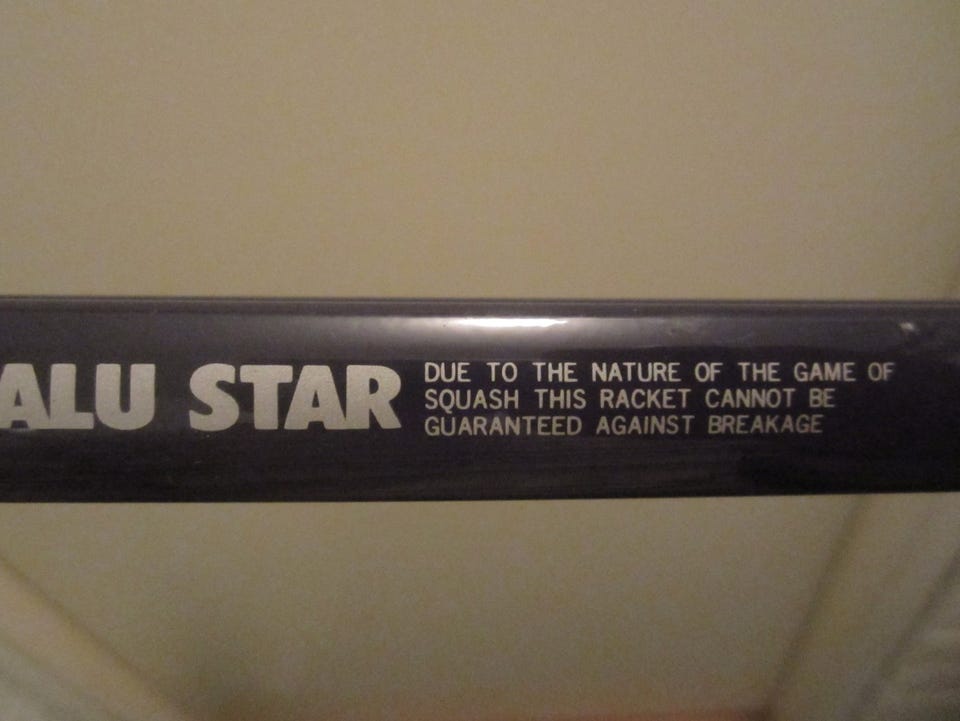 ALU STAR
DUE TO THE NATURE OF THE GAME OF
SQUASH THIS RACKET CANNOT BE
GUARANTEED AGAINST BREAKAGE